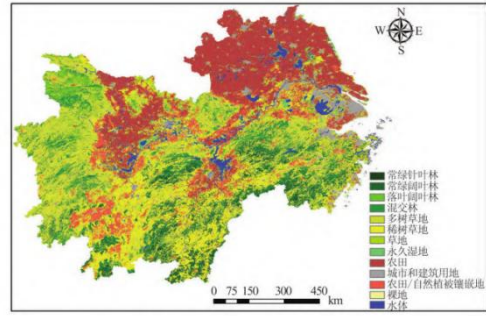 N
W E
S
常绿针叶林
常绿阔叶林
落叶阔叶林
混交林
多树草地
稀树草地
草地
永久湿地
农田
城市和建筑用地
农田/自然植被镶嵌地
裸地
水体
0 75 150 300 450
km